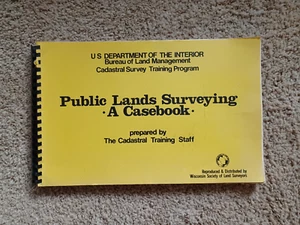 U S DEPARTMENT OF THE INTERIOR
Bureau of Land Management
Cadastral Survey Training Program
Public Lands Surveying
·A Casebook·
prepared by
The Cadastral Training Staff
Reproduced & Distributed by
Wisconsin Society of Land Surveyors